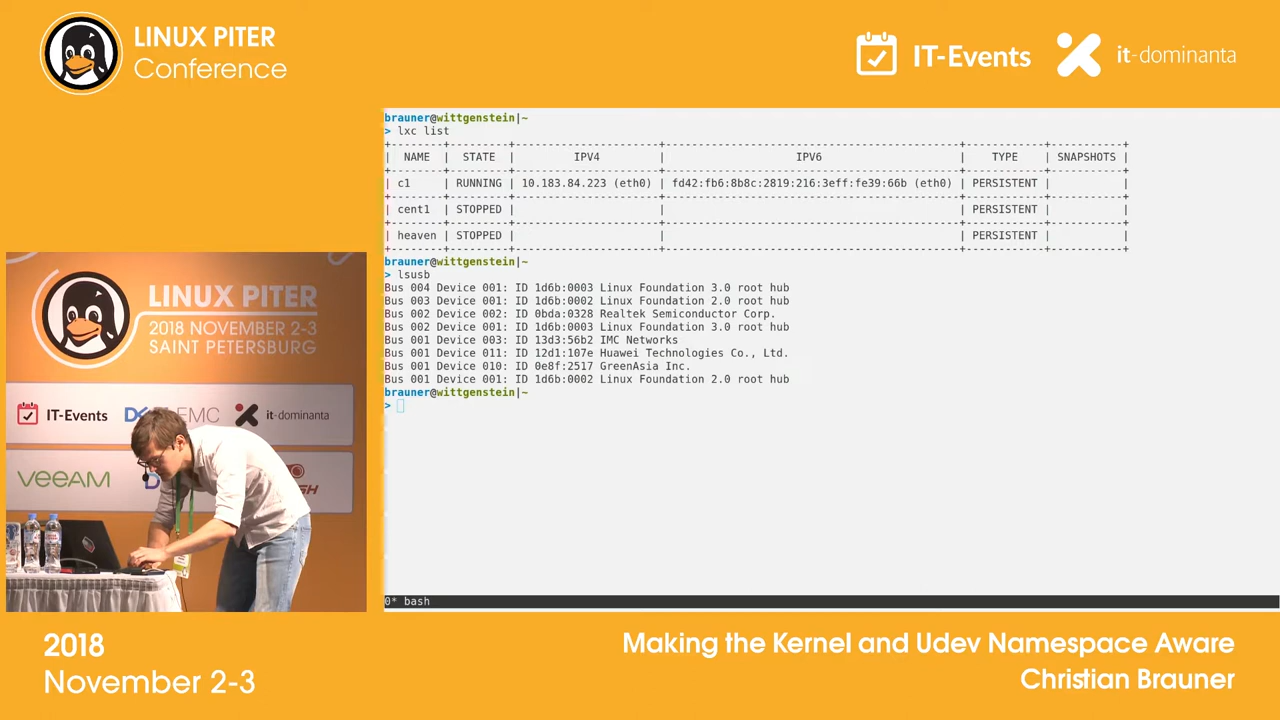 LINUX PITER
Conference
IT-Events
it-dominanta
brauner@wittgenstein|~
> lxc list
| NAME | STATE | IPV4 | IPV6 | TYPE | SNAPSHOTS |
| c1 | RUNNING | 10.183.84.223 (eth0) | fd42:fb6:8b8c:2819:216:3eff:fe39:66b (eth0) | PERSISTENT | |
| cent1 | STOPPED | | | PERSISTENT | |
| heaven | STOPPED | | | PERSISTENT | |
brauner@wittgenstein|~
> lsusb
Bus 004 Device 001: ID 1d6b:0003 Linux Foundation 3.0 root hub
Bus 003 Device 001: ID 1d6b:0002 Linux Foundation 2.0 root hub
Bus 002 Device 002: ID 0bda:0328 Realtek Semiconductor Corp.
Bus 002 Device 001: ID 1d6b:0003 Linux Foundation 3.0 root hub
Bus 001 Device 003: ID 13d3:56b2 IMC Networks
Bus 001 Device 011: ID 12d1:107e Huawei Technologies Co., Ltd.
Bus 001 Device 010: ID 0e8f:2517 GreenAsia Inc.
Bus 001 Device 001: ID 1d6b:0002 Linux Foundation 2.0 root hub
brauner@wittgenstein|~
>
0* bash
LINUX PITER
2018 NOVEMBER 2-3
SAINT PETERSBURG
IT-Events
EMC
it-dominanta
VEEAM
2018
November 2-3
Making the Kernel and Udev Namespace Aware
Christian Brauner